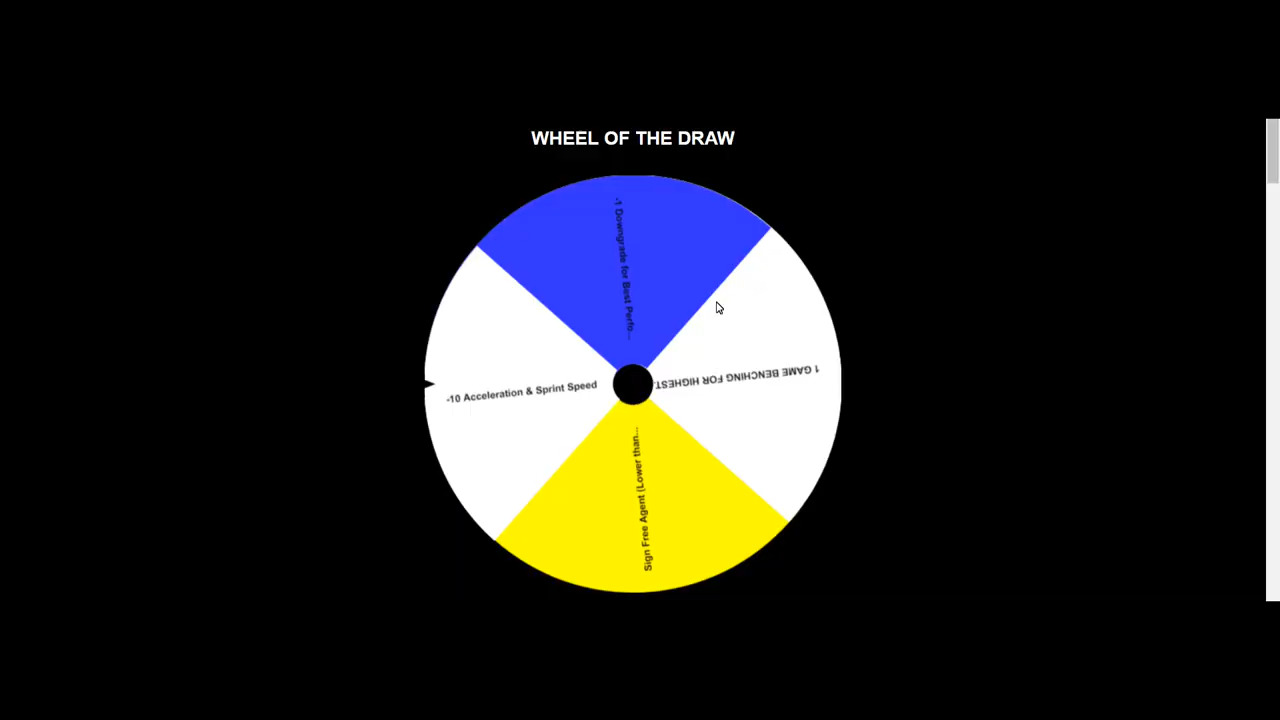 WHEEL OF THE DRAW
-1 Downgrade for Best Perfo...
-10 Acceleration & Sprint Speed
1 GAME BENCHING FOR HIGHEST...
Sign Free Agent (Lower than...